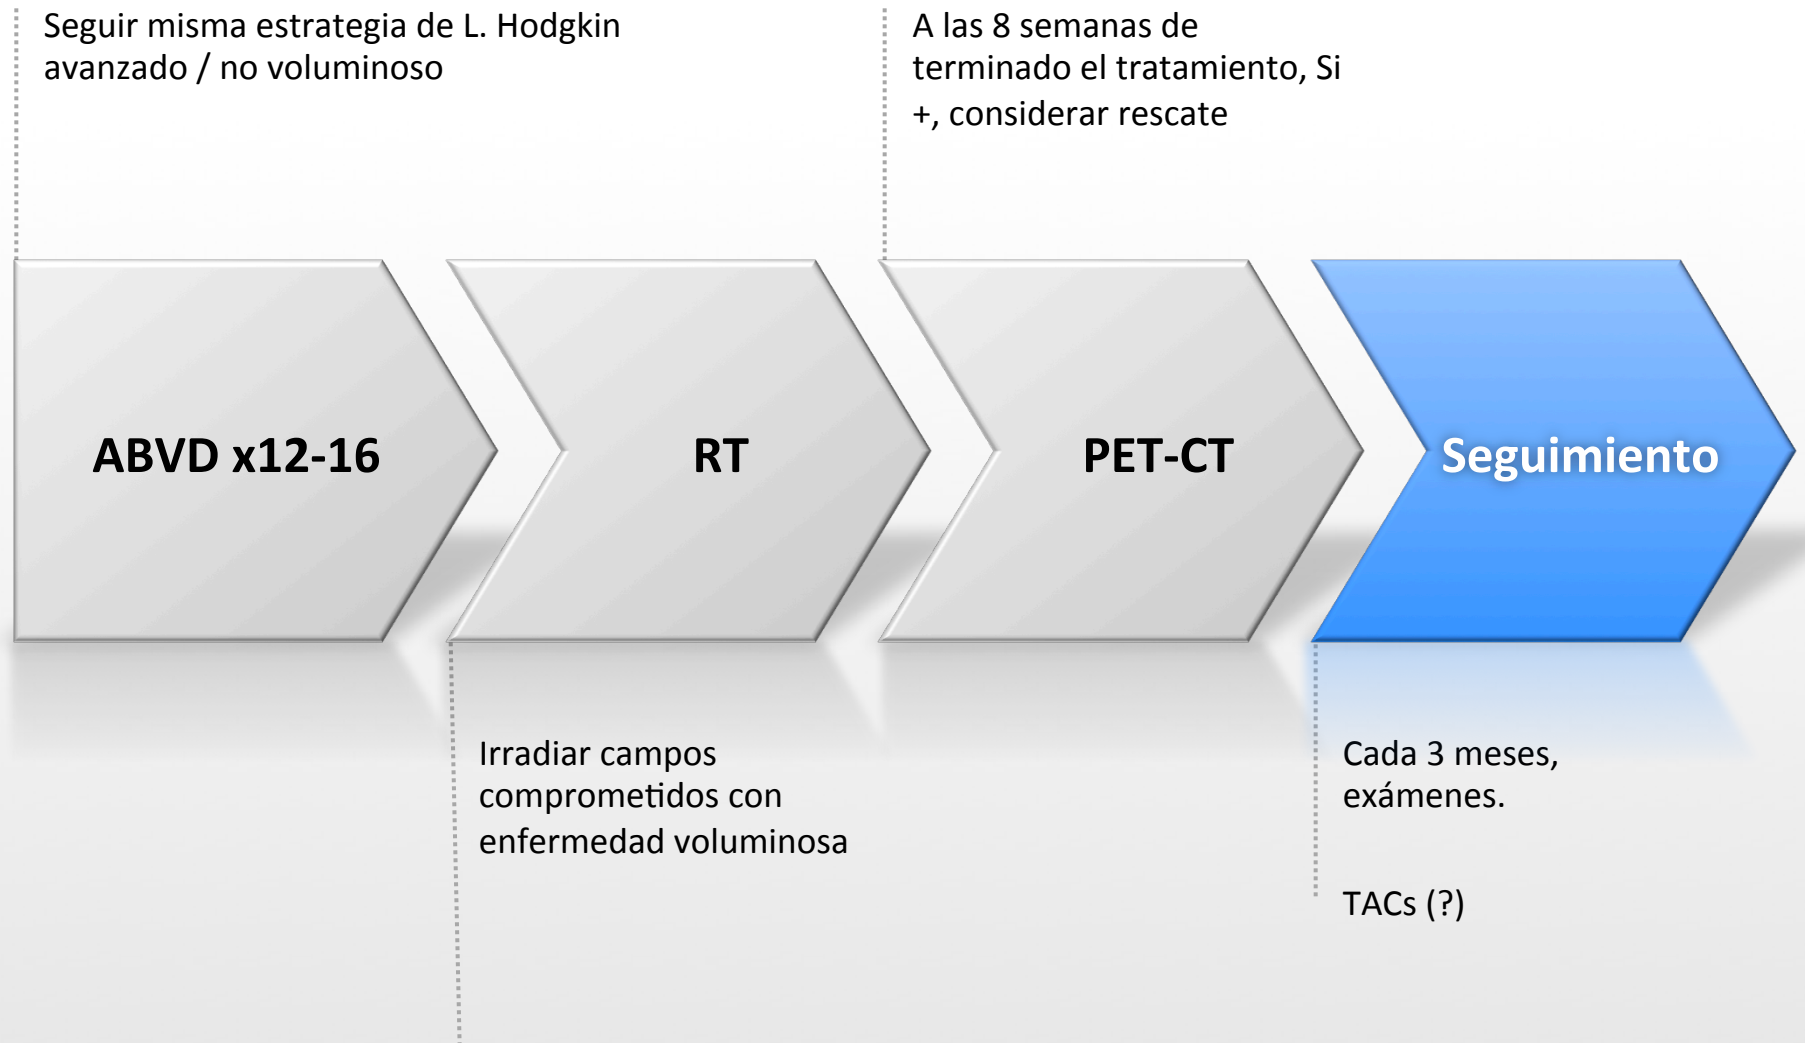 Seguir misma estrategia de L. Hodgkin
avanzado / no voluminoso
A las 8 semanas de
terminado el tratamiento, Si
+, considerar rescate
ABVD x12-16
RT
PET-CT
Seguimiento
Irradiar campos
comprometidos con
enfermedad voluminosa
Cada 3 meses,
exámenes.
TACs (?)